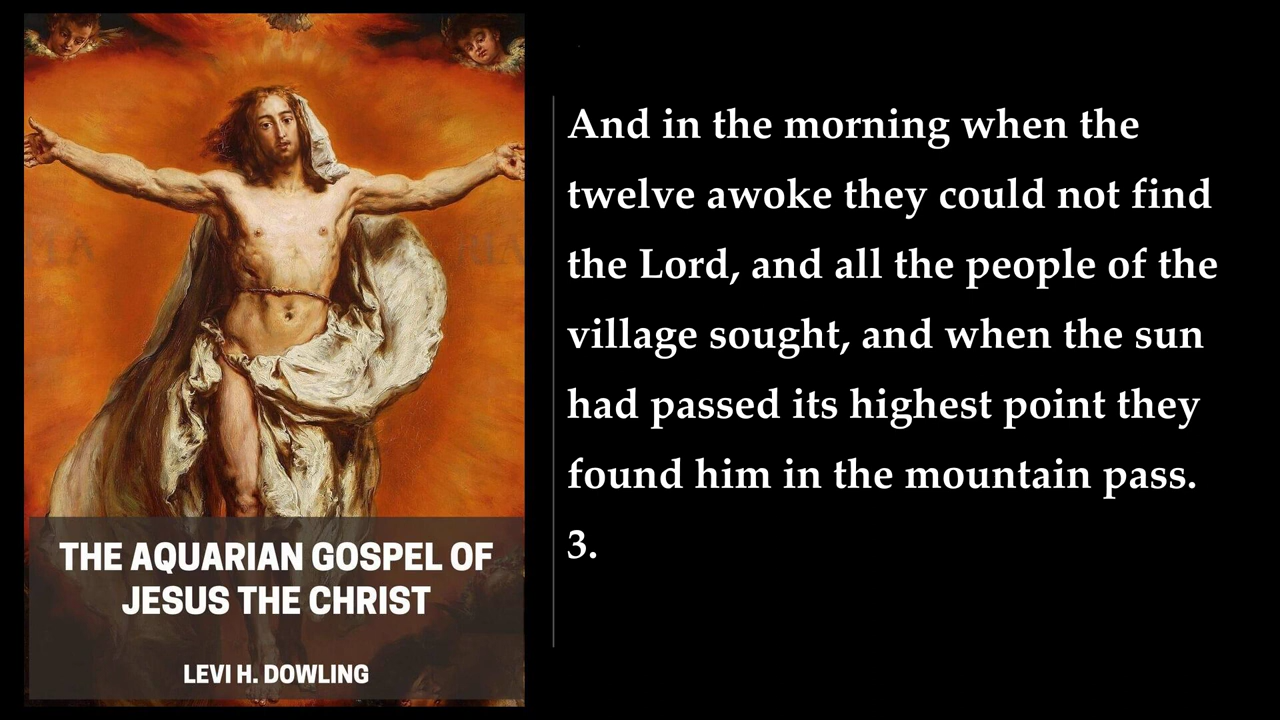 And in the morning when the
twelve awoke they could not find
the Lord, and all the people of the
village sought, and when the sun
had passed its highest point they
found him in the mountain pass.
3.
THE AQUARIAN GOSPEL OF
JESUS THE CHRIST
LEVI H. DOWLING